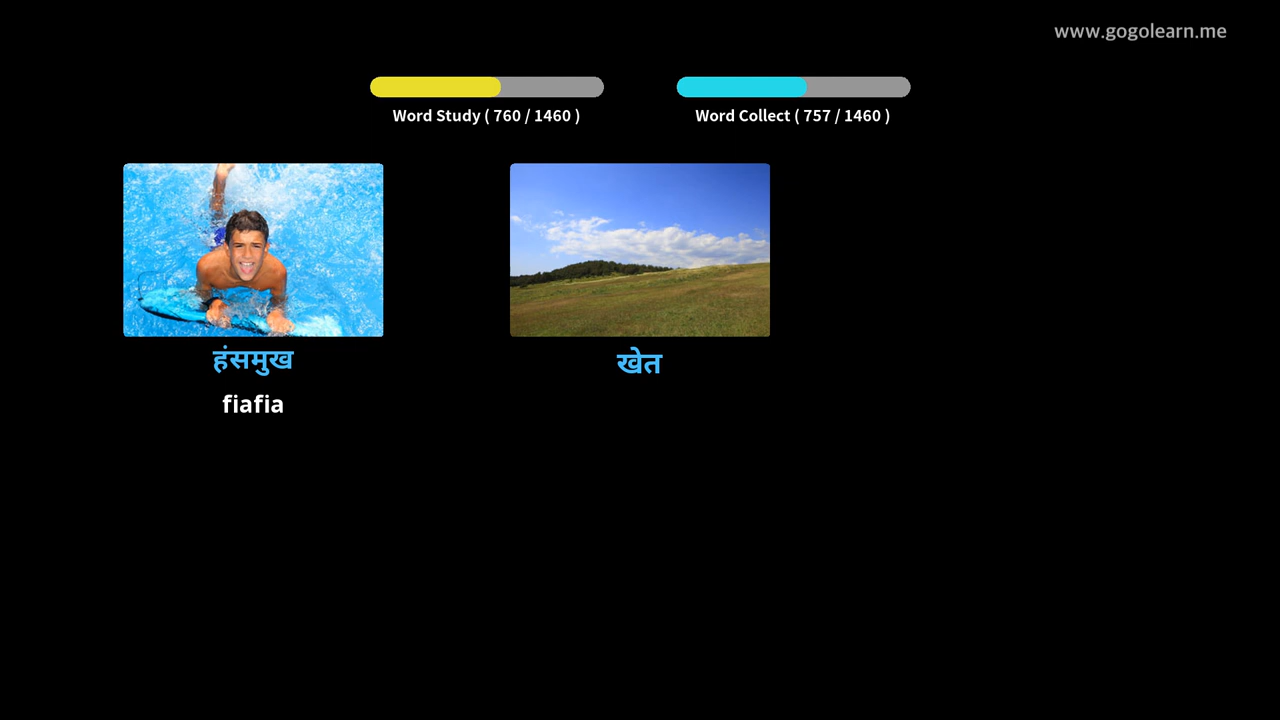 www.gogolearn.me
Word Study ( 760 / 1460 )
Word Collect ( 757 / 1460 )
हंसमुख
खेत
fiafia